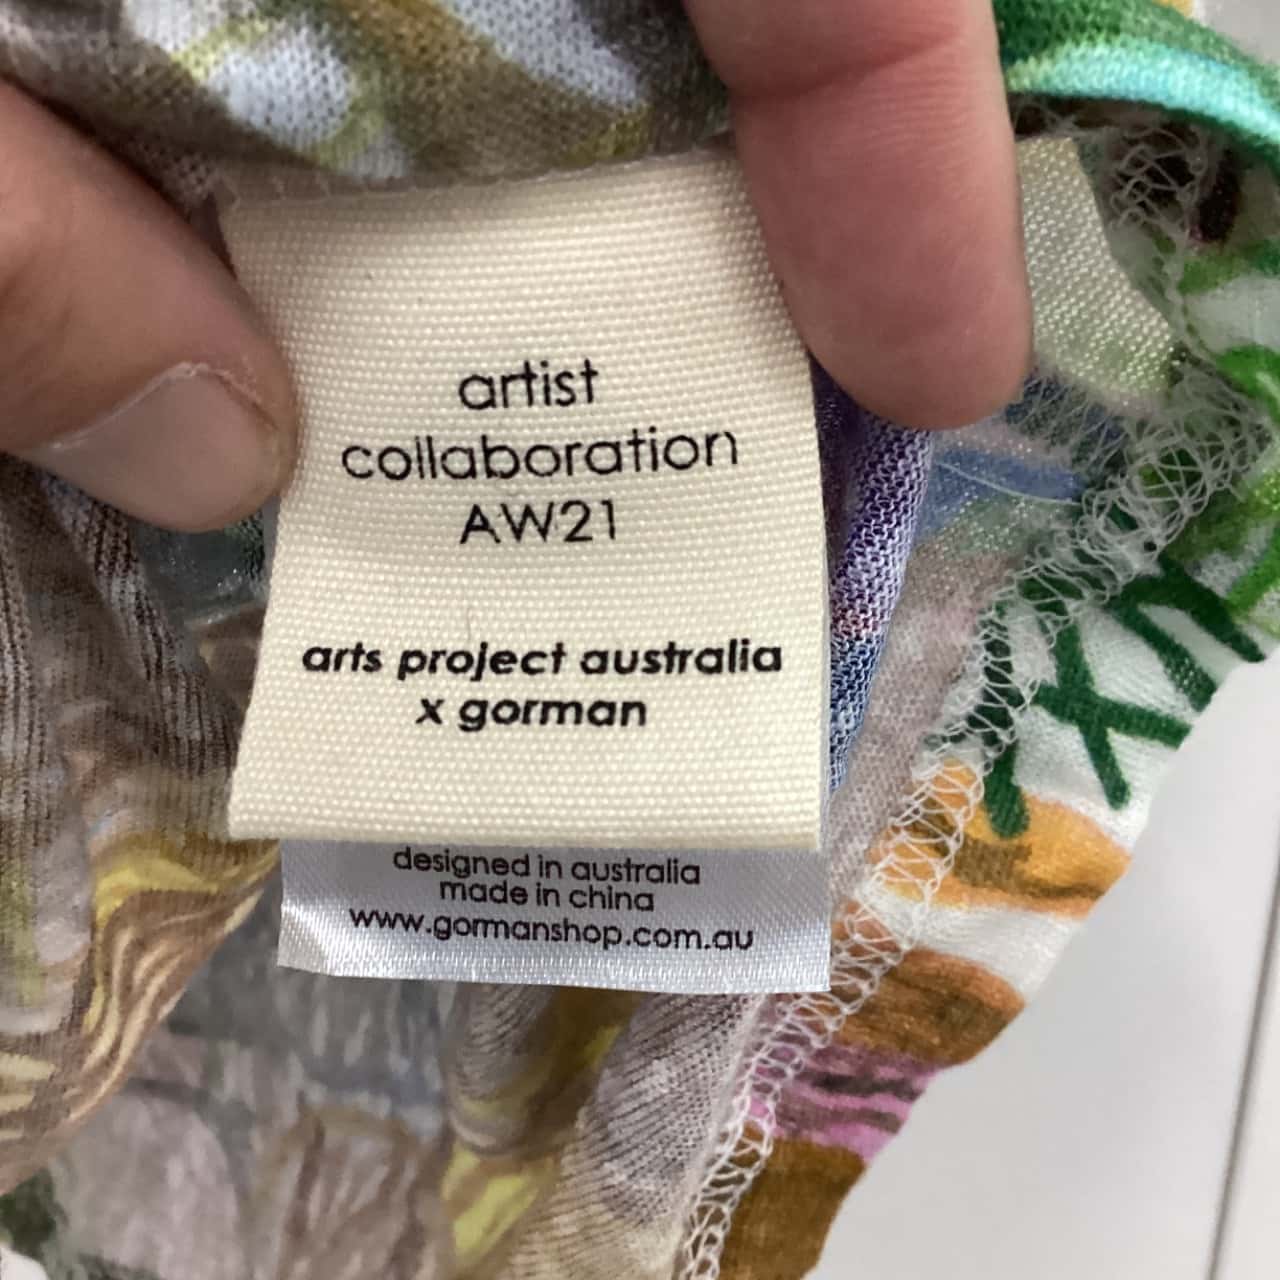 artist
collaboration
AW21
arts project australia
x gorman
designed in australia
made in china
www.gormanshop.com.au